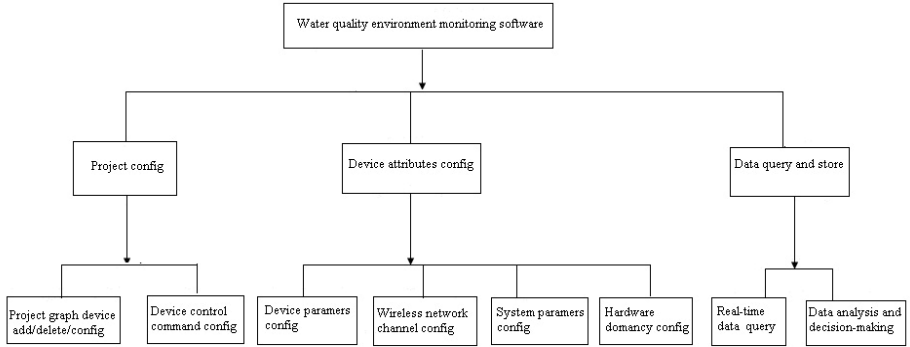 Water quality environment monitoring software
Project config
Device attributes config
Data query and store
Project graph device
add/delete/config
Device control
command config
Device paramers
config
Wireless network
channel config
System paramers
config
Hardware
domancy config
Real-time
data query
Data analysis and
decision-making